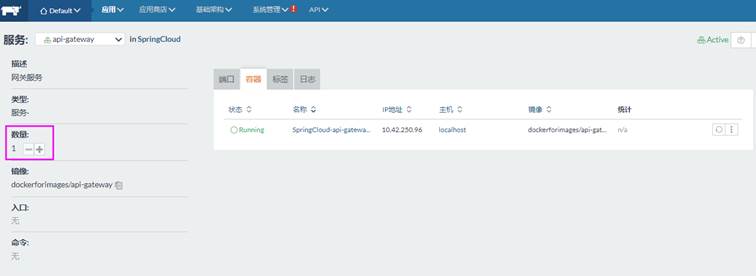 Default 应用 应用商店 基础架构 系统管理 API
服务: api-gateway in SpringCloud Active
描述
网关服务
类型:
服务-
数量:
1
镜像:
dockerforimages/api-gateway
入口:
无
命令:
无
端口 容器 标签 日志
状态 名称 IP地址 主机 镜像 统计
Running SpringCloud-api-gatewa... 10.42.250.96 localhost dockerforimages/api-gat... n/a